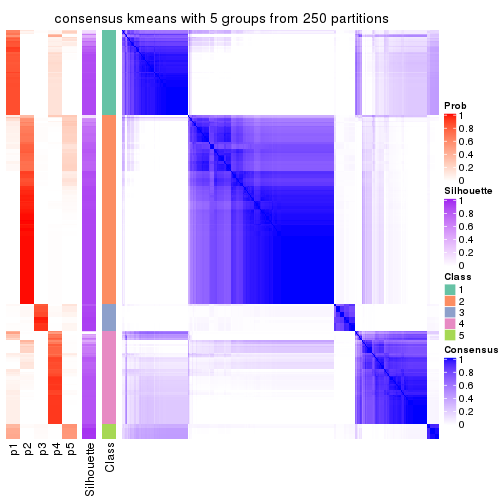 consensus kmeans with 5 groups from 250 partitions
Prob
1
0.8
0.6
0.4
0.2
0
Silhouette
1
0.8
0.6
0.4
0.2
0
Class
1
2
3
4
5
Consensus
1
0.8
0.6
0.4
0.2
0
p1
p2
p3
p4
p5
Silhouette
Class